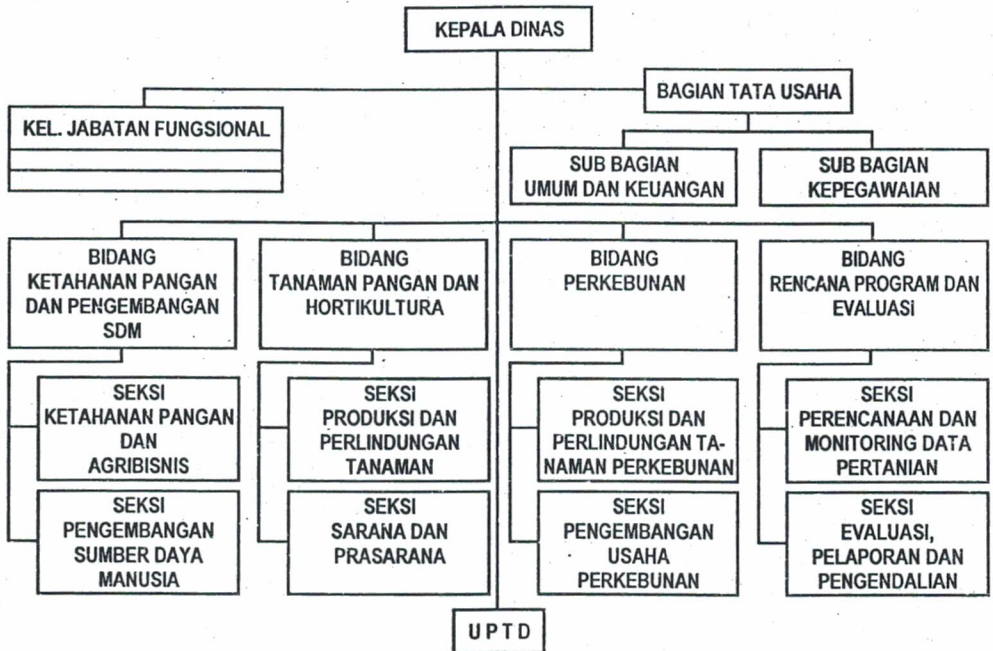 KEPALA DINAS
BAGIAN TATA USAHA
KEL. JABATAN FUNGSIONAL
SUB BAGIAN
UMUM DAN KEUANGAN
SUB BAGIAN
KEPEGAWAIAN
BIDANG
KETAHANAN PANGAN
DAN PENGEMBANGAN
SDM
BIDANG
TANAMAN PANGAN DAN
HORTIKULTURA
BIDANG
PERKEBUNAN
BIDANG
RENCANA PROGRAM DAN
EVALUASI
SEKSI
KETAHANAN PANGAN
DAN
AGRIBISNIS
SEKSI
PRODUKSI DAN
PERLINDUNGAN
TANAMAN
SEKSI
PRODUKSI DAN
PERLINDUNGAN TA-
NAMAN PERKEBUNAN
SEKSI
PERENCANAAN DAN
MONITORING DATA
PERTANIAN
SEKSI
PENGEMBANGAN
SUMBER DAYA
MANUSIA
SEKSI
SARANA DAN
PRASARANA
SEKSI
PENGEMBANGAN
USAHA
PERKEBUNAN
SEKSI
EVALUASI,
PELAPORAN DAN
PENGENDALIAN
U P T D